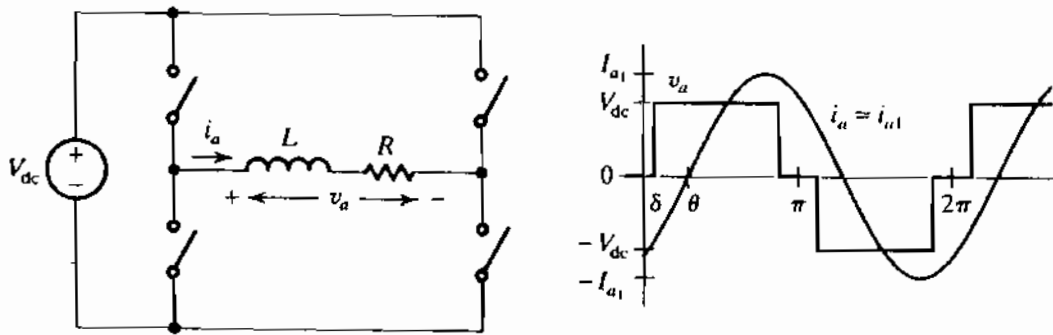 V_dc
+
−
i_a
L
R
+ v_a −
I_a1
V_dc
0
− V_dc
− I_a1
v_a
i_a ≃ i_a1
δ
θ
π
2π